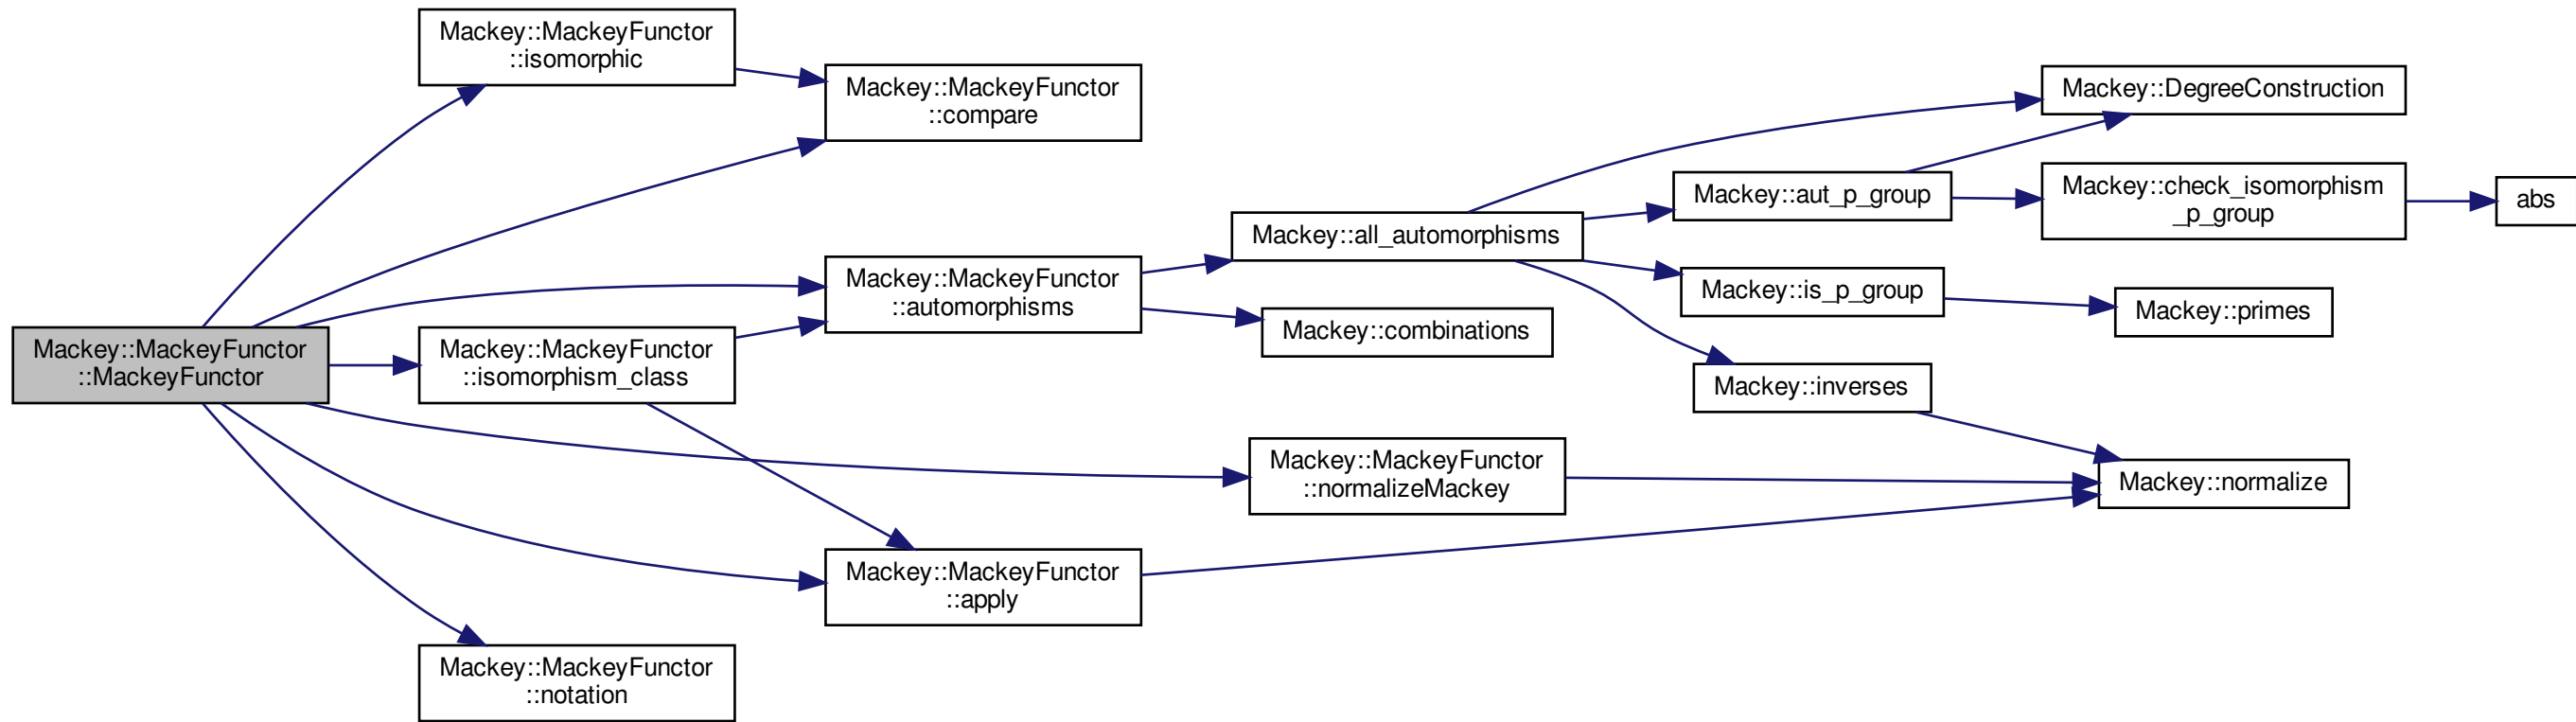 Mackey::MackeyFunctor
::MackeyFunctor
Mackey::MackeyFunctor
::isomorphic
Mackey::MackeyFunctor
::compare
Mackey::MackeyFunctor
::automorphisms
Mackey::MackeyFunctor
::isomorphism_class
Mackey::MackeyFunctor
::apply
Mackey::MackeyFunctor
::notation
Mackey::all_automorphisms
Mackey::combinations
Mackey::MackeyFunctor
::normalizeMackey
Mackey::aut_p_group
Mackey::is_p_group
Mackey::inverses
Mackey::DegreeConstruction
Mackey::check_isomorphism
_p_group
Mackey::primes
Mackey::normalize
abs